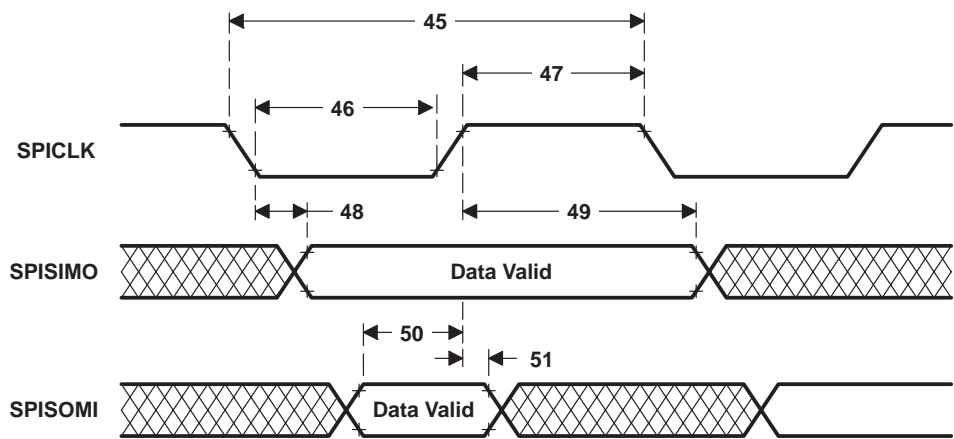 45
47
46
SPICLK
48
49
SPISIMO
Data Valid
50
51
SPISOMI
Data Valid